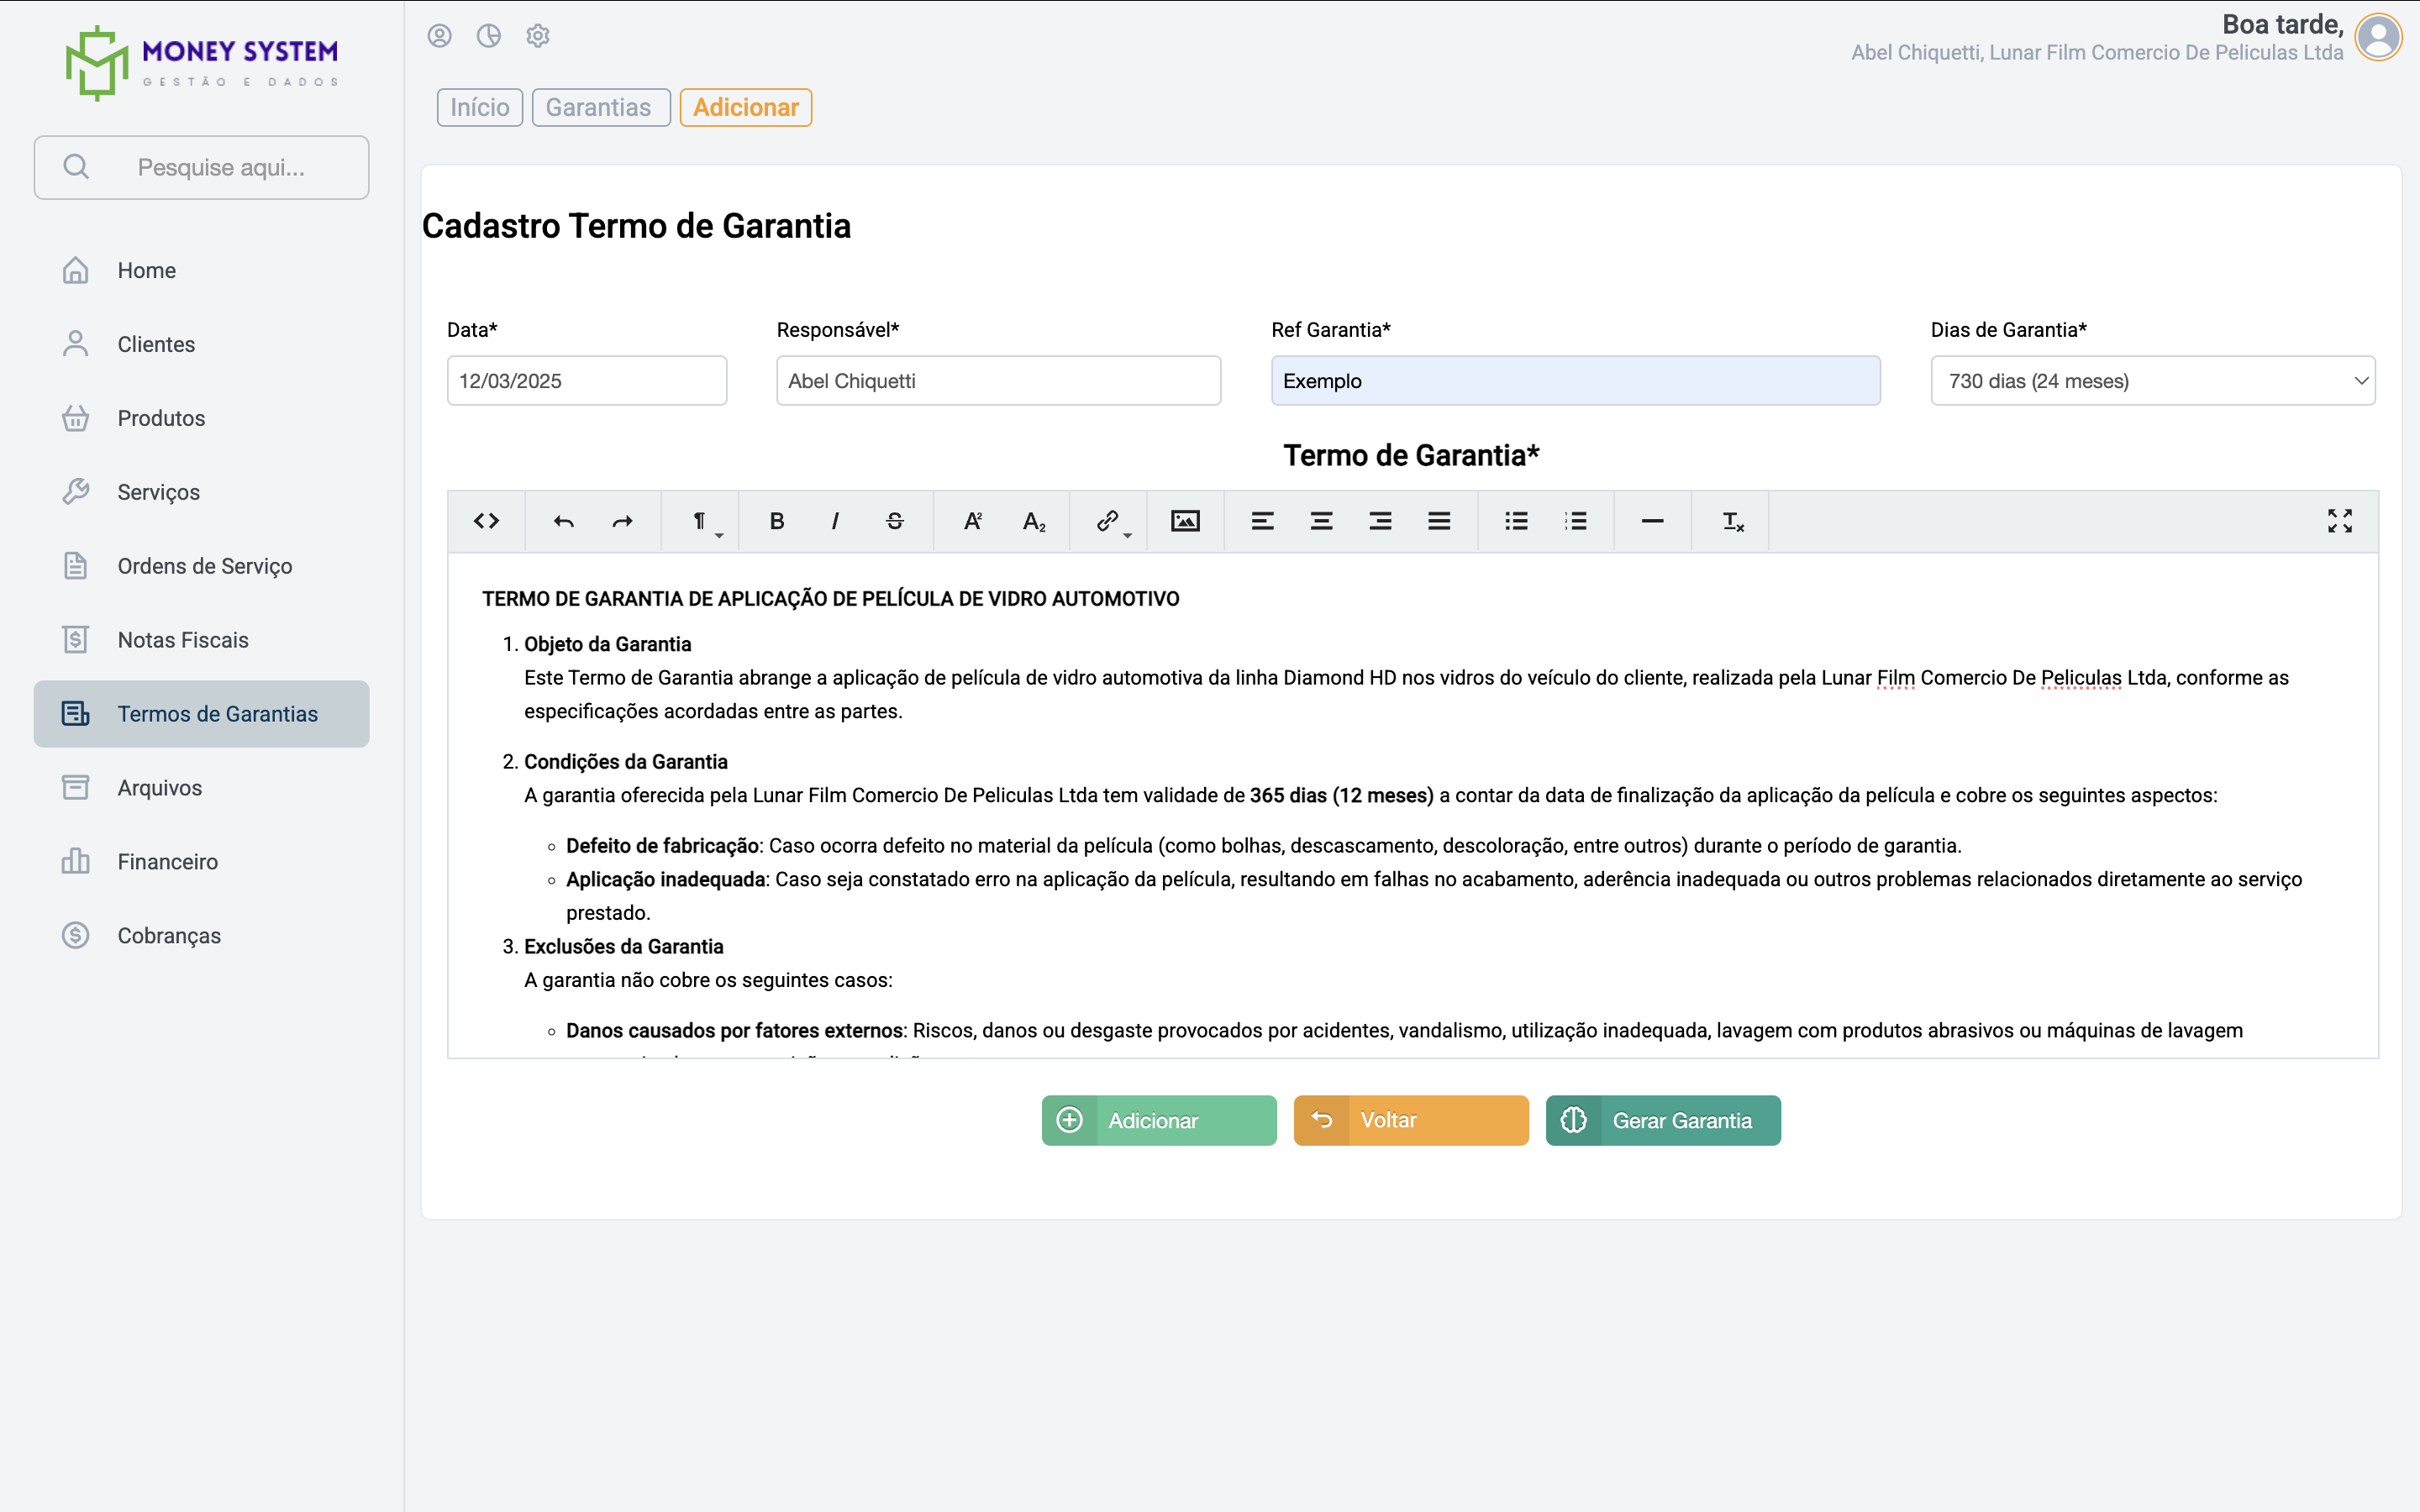 MONEY SYSTEM
GESTÃO E DADOS
Boa tarde,
Abel Chiquetti, Lunar Film Comercio De Peliculas Ltda
Início
Garantias
Adicionar
Pesquise aqui...
Home
Clientes
Produtos
Serviços
Ordens de Serviço
Notas Fiscais
Termos de Garantias
Arquivos
Financeiro
Cobranças
Cadastro Termo de Garantia
Data*
Responsável*
Ref Garantia*
Dias de Garantia*
12/03/2025
Abel Chiquetti
Exemplo
730 dias (24 meses)
Termo de Garantia*
TERMO DE GARANTIA DE APLICAÇÃO DE PELÍCULA DE VIDRO AUTOMOTIVO
1. Objeto da Garantia
Este Termo de Garantia abrange a aplicação de película de vidro automotiva da linha Diamond HD nos vidros do veículo do cliente, realizada pela Lunar Film Comercio De Peliculas Ltda, conforme as
especificações acordadas entre as partes.
2. Condições da Garantia
A garantia oferecida pela Lunar Film Comercio De Peliculas Ltda tem validade de 365 dias (12 meses) a contar da data de finalização da aplicação da película e cobre os seguintes aspectos:
Defeito de fabricação: Caso ocorra defeito no material da película (como bolhas, descascamento, descoloração, entre outros) durante o período de garantia.
Aplicação inadequada: Caso seja constatado erro na aplicação da película, resultando em falhas no acabamento, aderência inadequada ou outros problemas relacionados diretamente ao serviço
prestado.
3. Exclusões da Garantia
A garantia não cobre os seguintes casos:
Danos causados por fatores externos: Riscos, danos ou desgaste provocados por acidentes, vandalismo, utilização inadequada, lavagem com produtos abrasivos ou máquinas de lavagem
Adicionar
Voltar
Gerar Garantia